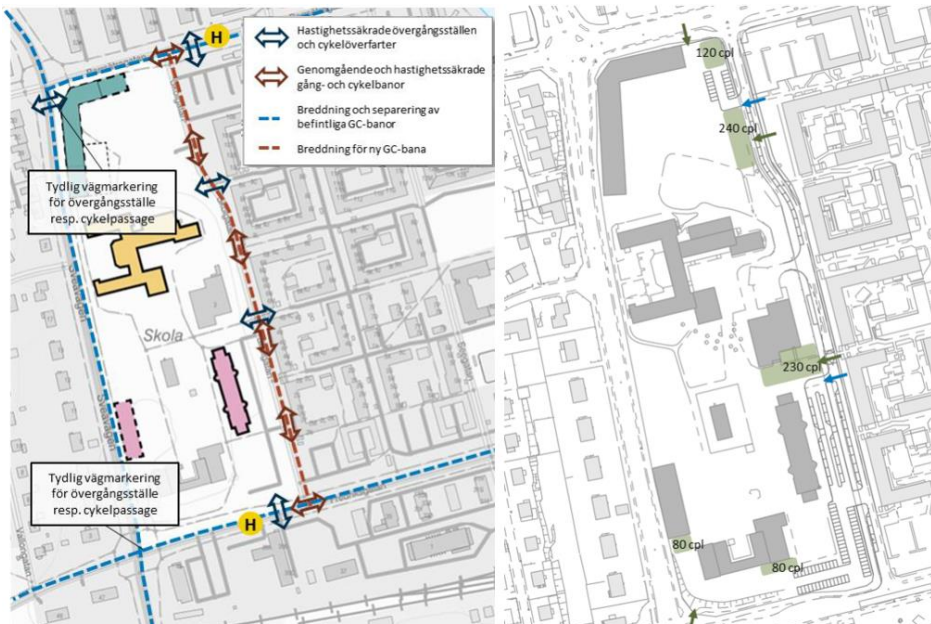 H
Hastighetssäkrade övergångsställen
och cykelöverfarter
Genomgående och hastighetssäkrade
gång- och cykelbanor
Breddning och separering av
befintliga GC-banor
Breddning för ny GC-bana
Tydlig vägmarkering
för övergångsställe
resp. cykelpassage
Sveavägen
Skola
Sveavägen
Tydlig vägmarkering
för övergångsställe
resp. cykelpassage
H
120 cpl
240 cpl
230 cpl
80 cpl
80 cpl